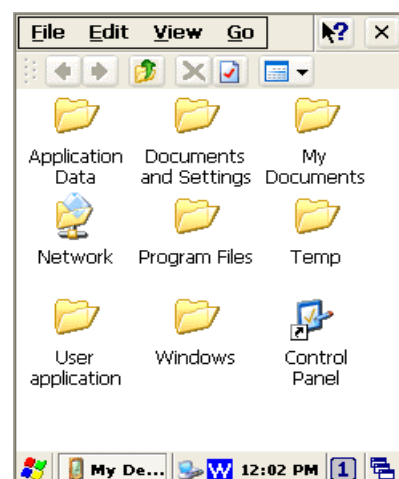 File Edit View Go ?
Application Data
Documents and Settings
My Documents
Network
Program Files
Temp
User application
Windows
Control Panel
My De... W 12:02 PM 1